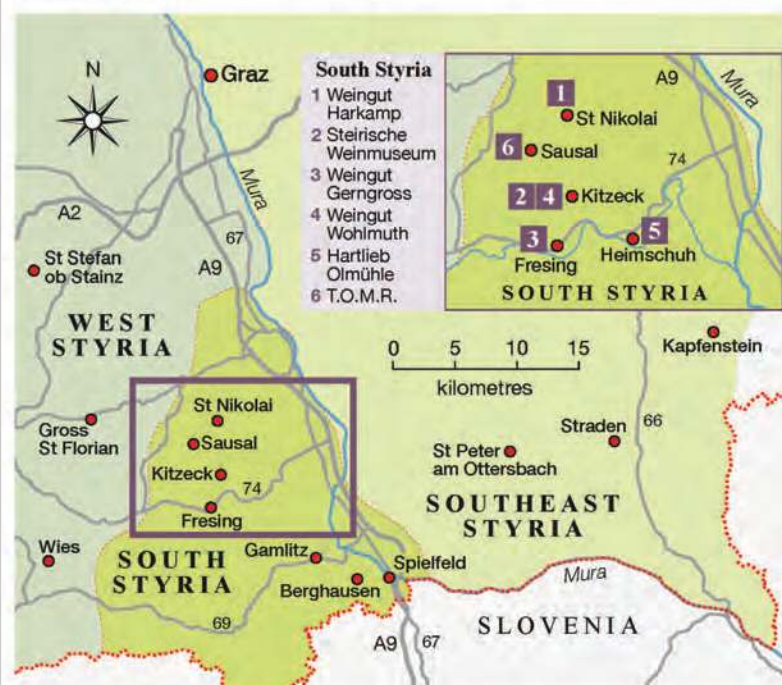 N
Graz
Mura
A2
67
A9
St Stefan
ob Stainz
WEST
STYRIA
South Styria
1 Weingut
Harkamp
2 Steirische
Weinmuseum
3 Weingut
Gerngross
4 Weingut
Wohlmuth
5 Hartlieb
Olmühle
6 T.O.M.R.
A9
Mura
1
St Nikolai
6
Sausal
74
2 4
Kitzeck
3
5
Fresing
Heimschuh
SOUTH STYRIA
0 5 10 15
kilometres
Kapfenstein
Gross
St Florian
St Nikolai
Sausal
Kitzeck
74
Fresing
St Peter
am Ottersbach
Straden
66
SOUTHEAST
STYRIA
Wies
SOUTH
STYRIA
Gamlitz
Berghausen
Spielfeld
Mura
69
A9
67
SLOVENIA